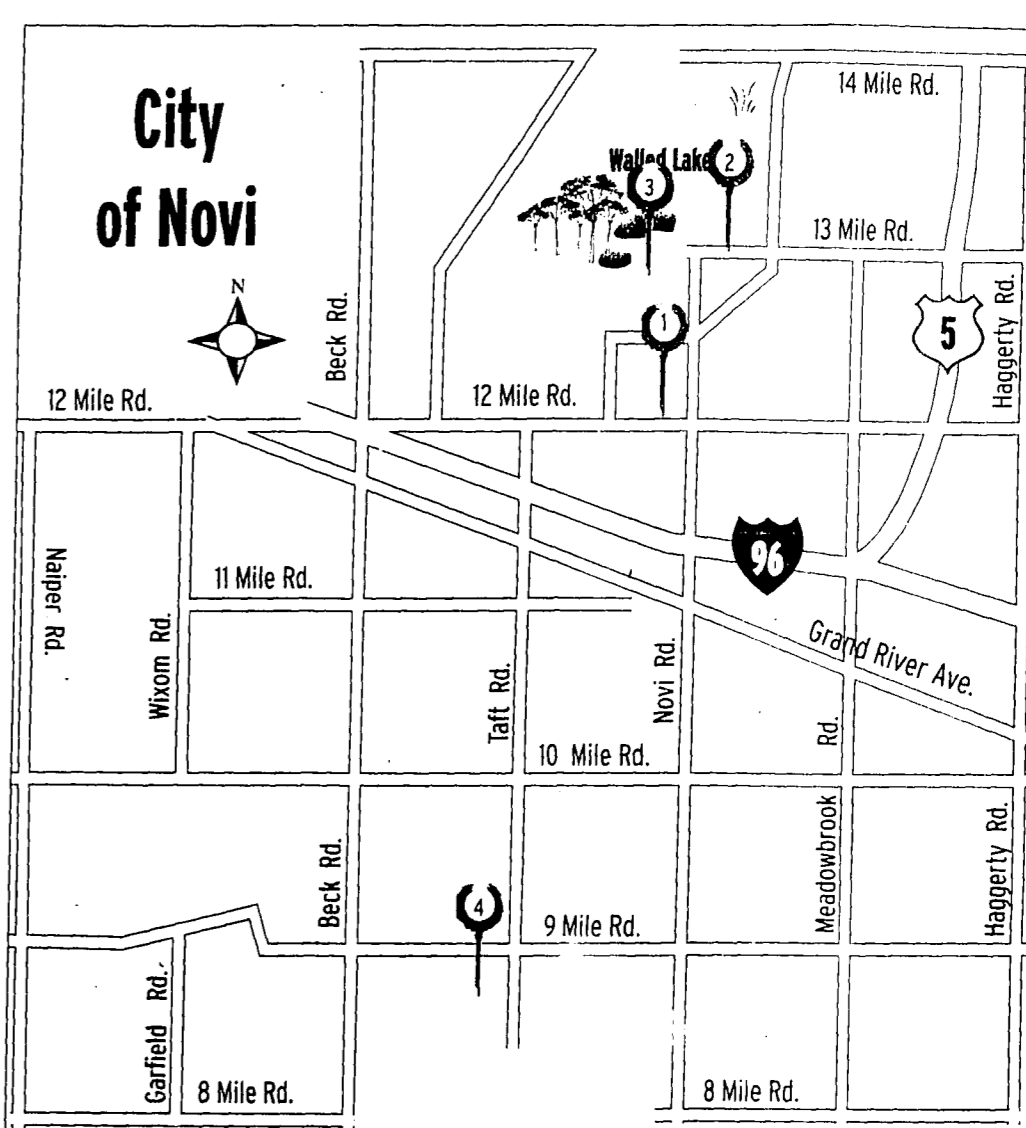 City
of Novi
14 Mile Rd.
Walled Lake
2
3
13 Mile Rd.
N
Beck Rd.
1
5
Haggerty Rd.
12 Mile Rd.
12 Mile Rd.
96
Naiper Rd.
11 Mile Rd.
Wixom Rd.
Grand River Ave.
Taft Rd.
Novi Rd.
10 Mile Rd.
Meadowbrook Rd.
Beck Rd.
4
9 Mile Rd.
Haggerty Rd.
Garfield Rd.
8 Mile Rd.
8 Mile Rd.